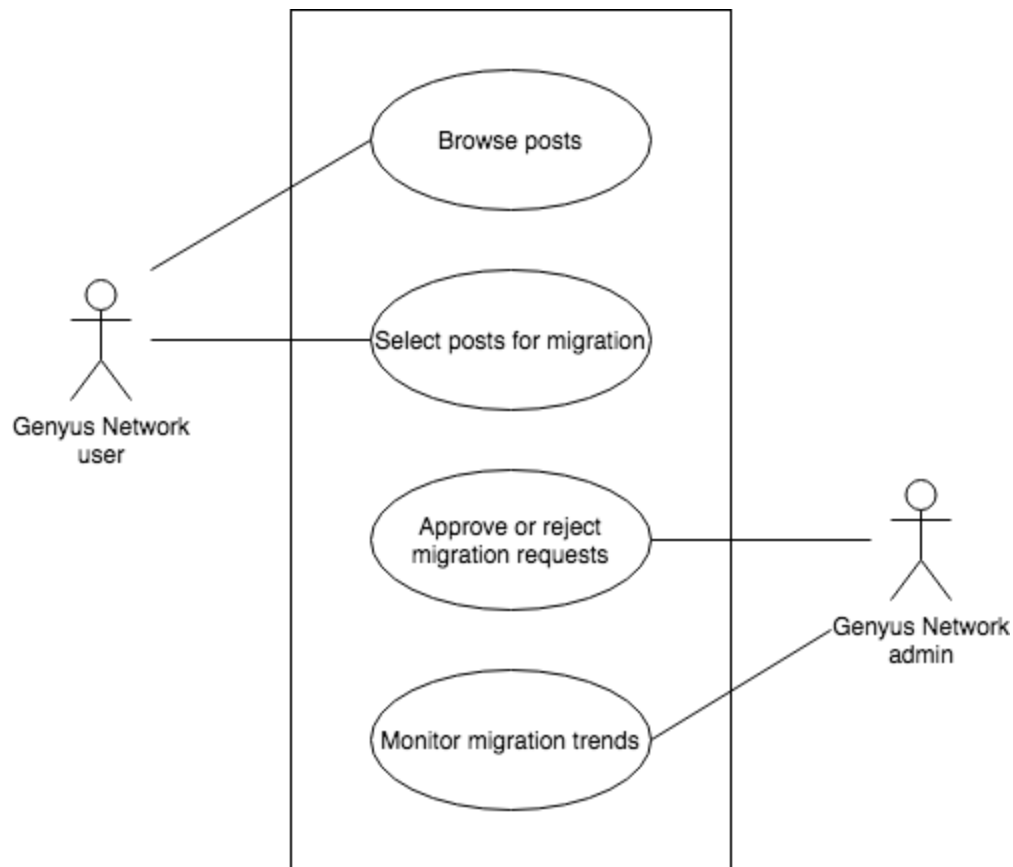 Browse posts
Select posts for migration
Genyus Network
user
Approve or reject
migration requests
Genyus Network
admin
Monitor migration trends